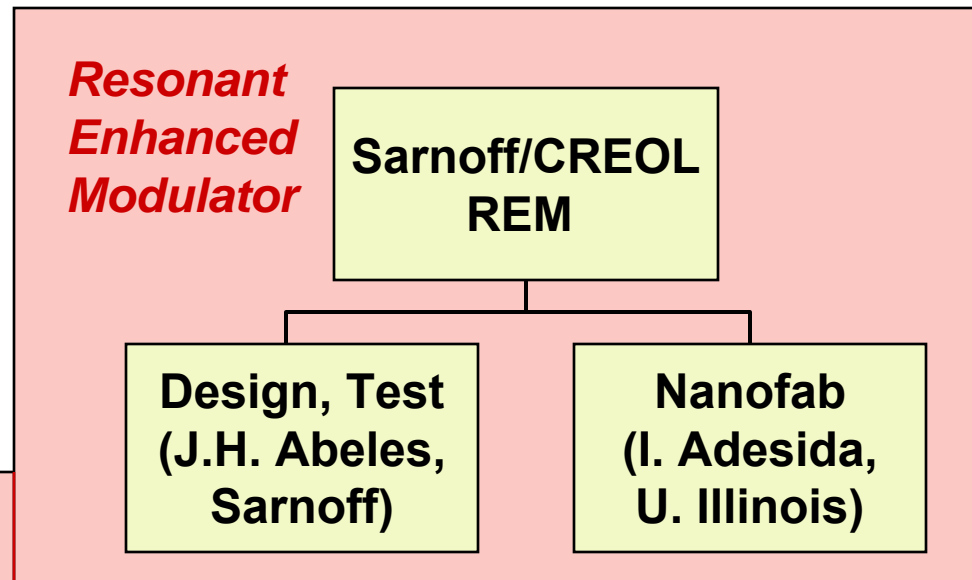 Resonant
Enhanced
Modulator
Sarnoff/CREOL
REM
Design, Test
(J.H. Abeles,
Sarnoff)
Nanofab
(I. Adesida,
U. Illinois)